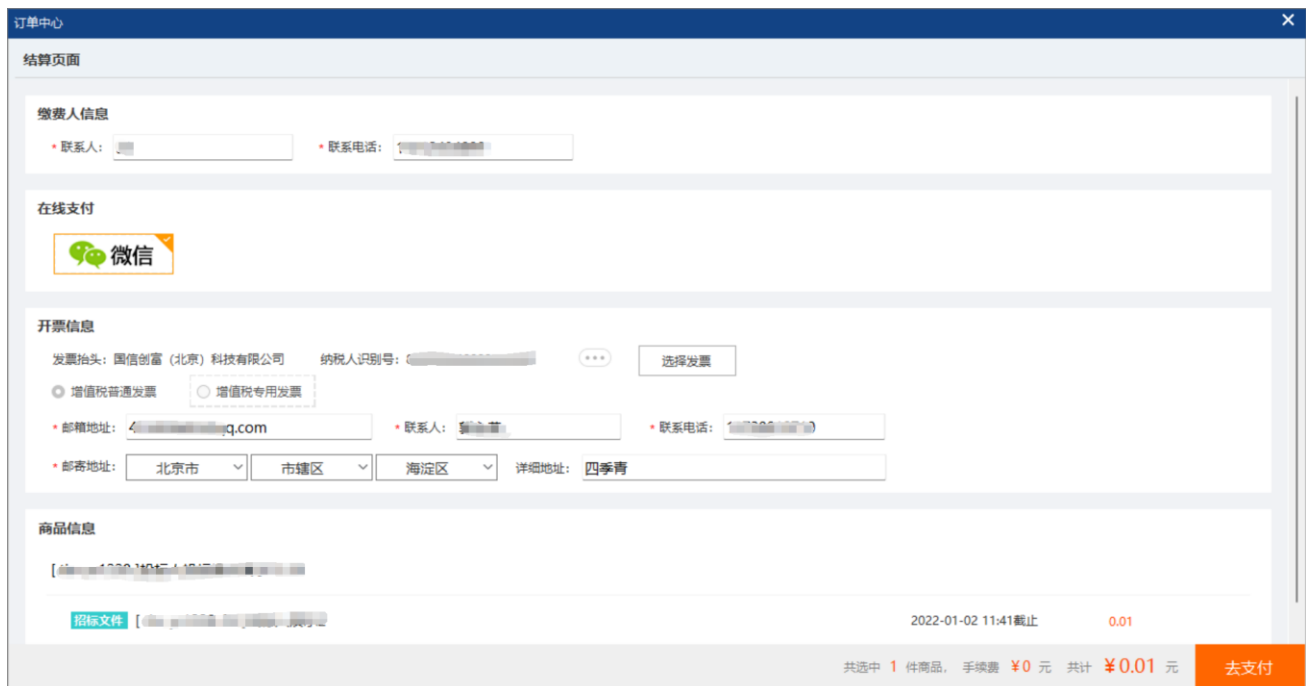 订单中心
结算页面
缴费人信息
* 联系人： * 联系电话：
在线支付
微信
开票信息
发票抬头：国信创富（北京）科技有限公司 纳税人识别号： 选择发票
增值税普通发票 增值税专用发票
* 邮箱地址： q.com * 联系人： * 联系电话：
* 邮寄地址： 北京市 市辖区 海淀区 详细地址： 四季青
商品信息
招标文件 2022-01-02 11:41截止 0.01
共选中 1 件商品， 手续费 ¥0 元 共计 ¥0.01 元 去支付